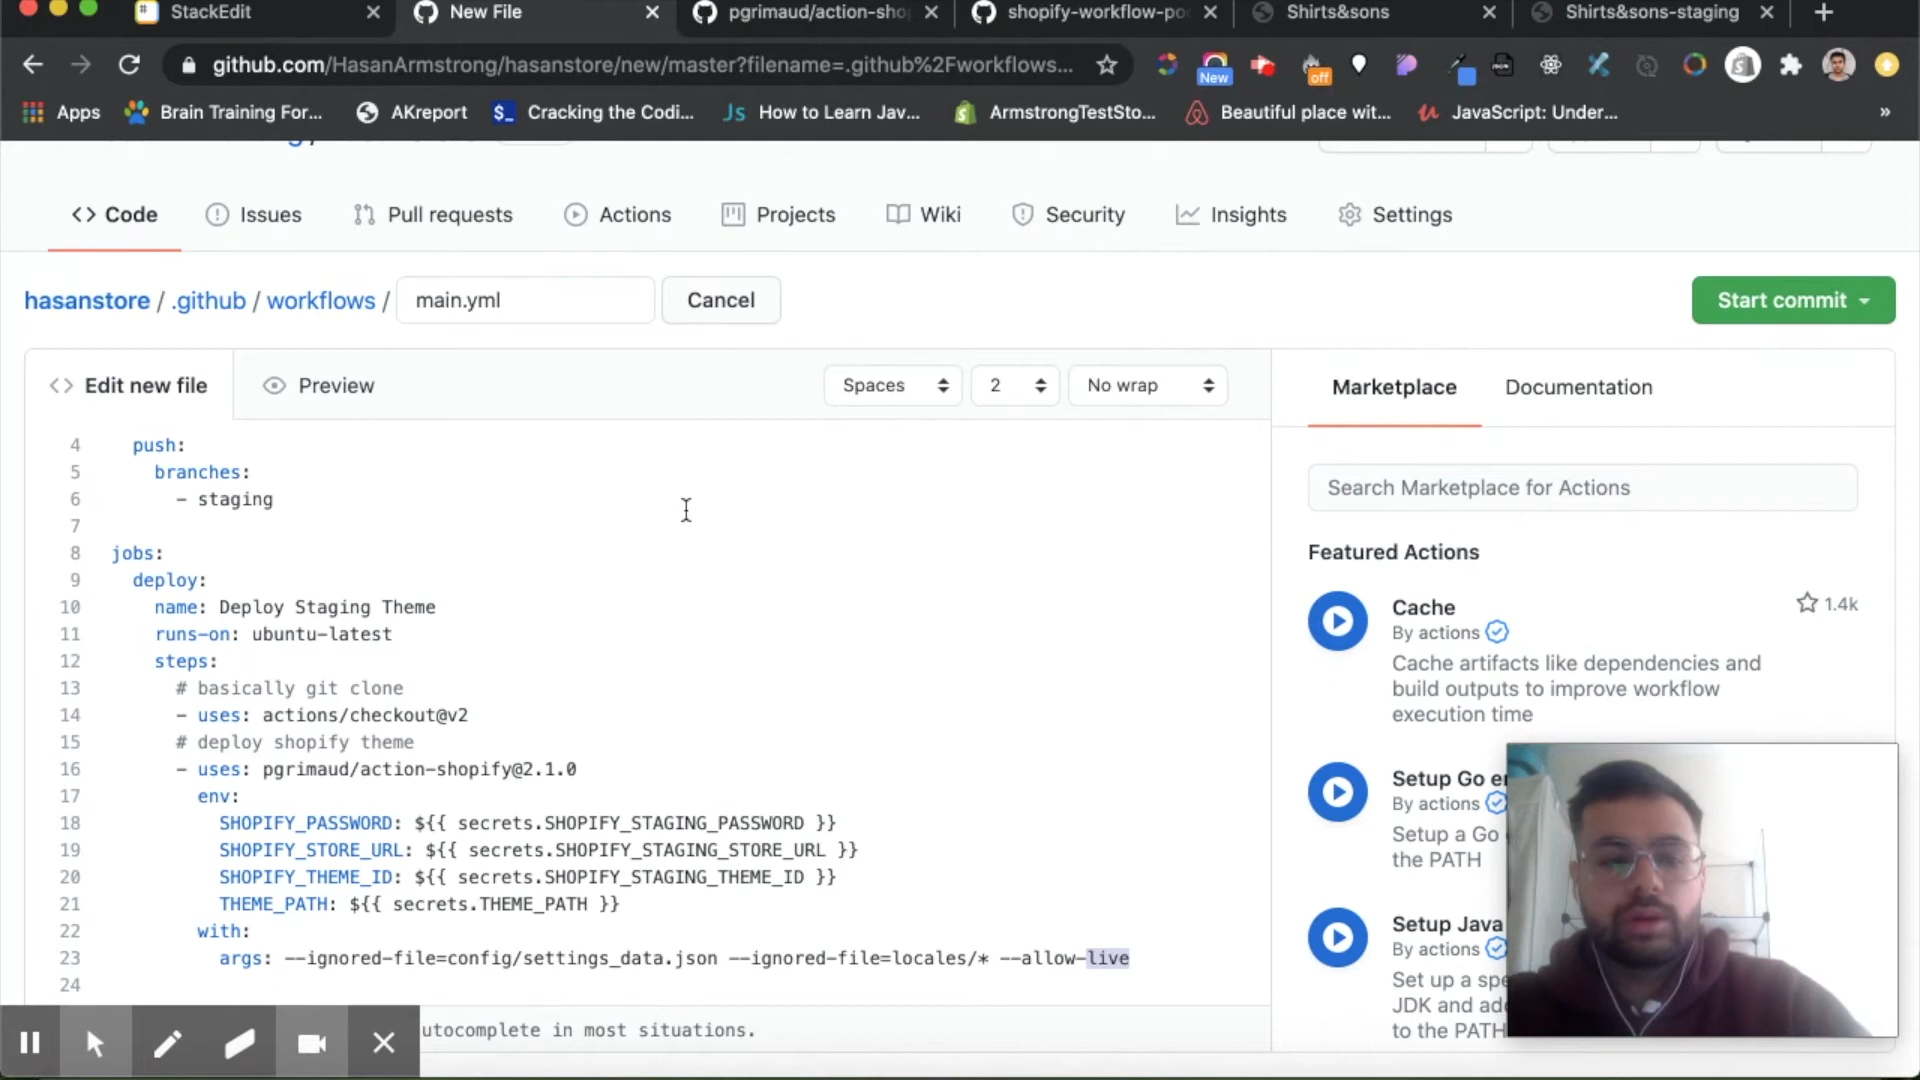 StackEdit
New File
pgrimaud/action-sho
shopify-workflow-po
Shirts&sons
Shirts&sons-staging
github.com/HasanArmstrong/hasanstore/new/master?filename=.github%2Fworkflows...
New
off
Apps
Brain Training For...
AKreport
Cracking the Codi...
How to Learn Jav...
ArmstrongTestSto...
Beautiful place wit...
JavaScript: Under...
»
<> Code
Issues
Pull requests
Actions
Projects
Wiki
Security
Insights
Settings
hasanstore / .github / workflows / main.yml
Cancel
Start commit
<> Edit new file
Preview
Spaces
2
No wrap
4 push:
5 branches:
6 - staging
7
8 jobs:
9 deploy:
10 name: Deploy Staging Theme
11 runs-on: ubuntu-latest
12 steps:
13 # basically git clone
14 - uses: actions/checkout@v2
15 # deploy shopify theme
16 - uses: pgrimaud/action-shopify@2.1.0
17 env:
18 SHOPIFY_PASSWORD: ${{ secrets.SHOPIFY_STAGING_PASSWORD }}
19 SHOPIFY_STORE_URL: ${{ secrets.SHOPIFY_STAGING_STORE_URL }}
20 SHOPIFY_THEME_ID: ${{ secrets.SHOPIFY_STAGING_THEME_ID }}
21 THEME_PATH: ${{ secrets.THEME_PATH }}
22 with:
23 args: --ignored-file=config/settings_data.json --ignored-file=locales/* --allow-live
24
utocomplete in most situations.
Marketplace
Documentation
Search Marketplace for Actions
Featured Actions
Cache
1.4k
By actions
Cache artifacts like dependencies and
build outputs to improve workflow
execution time
Setup Go
By actions
Setup a Go
the PATH
Setup Java
By actions
Set up a spe
JDK and add
to the PATH